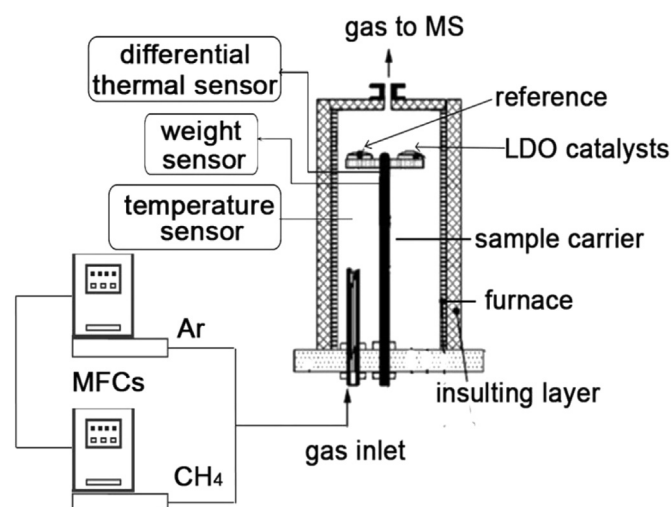 gas to MS
differential
thermal sensor
reference
weight
sensor
LDO catalysts
temperature
sensor
sample carrier
furnace
Ar
MFCs
insulting layer
gas inlet
CH4